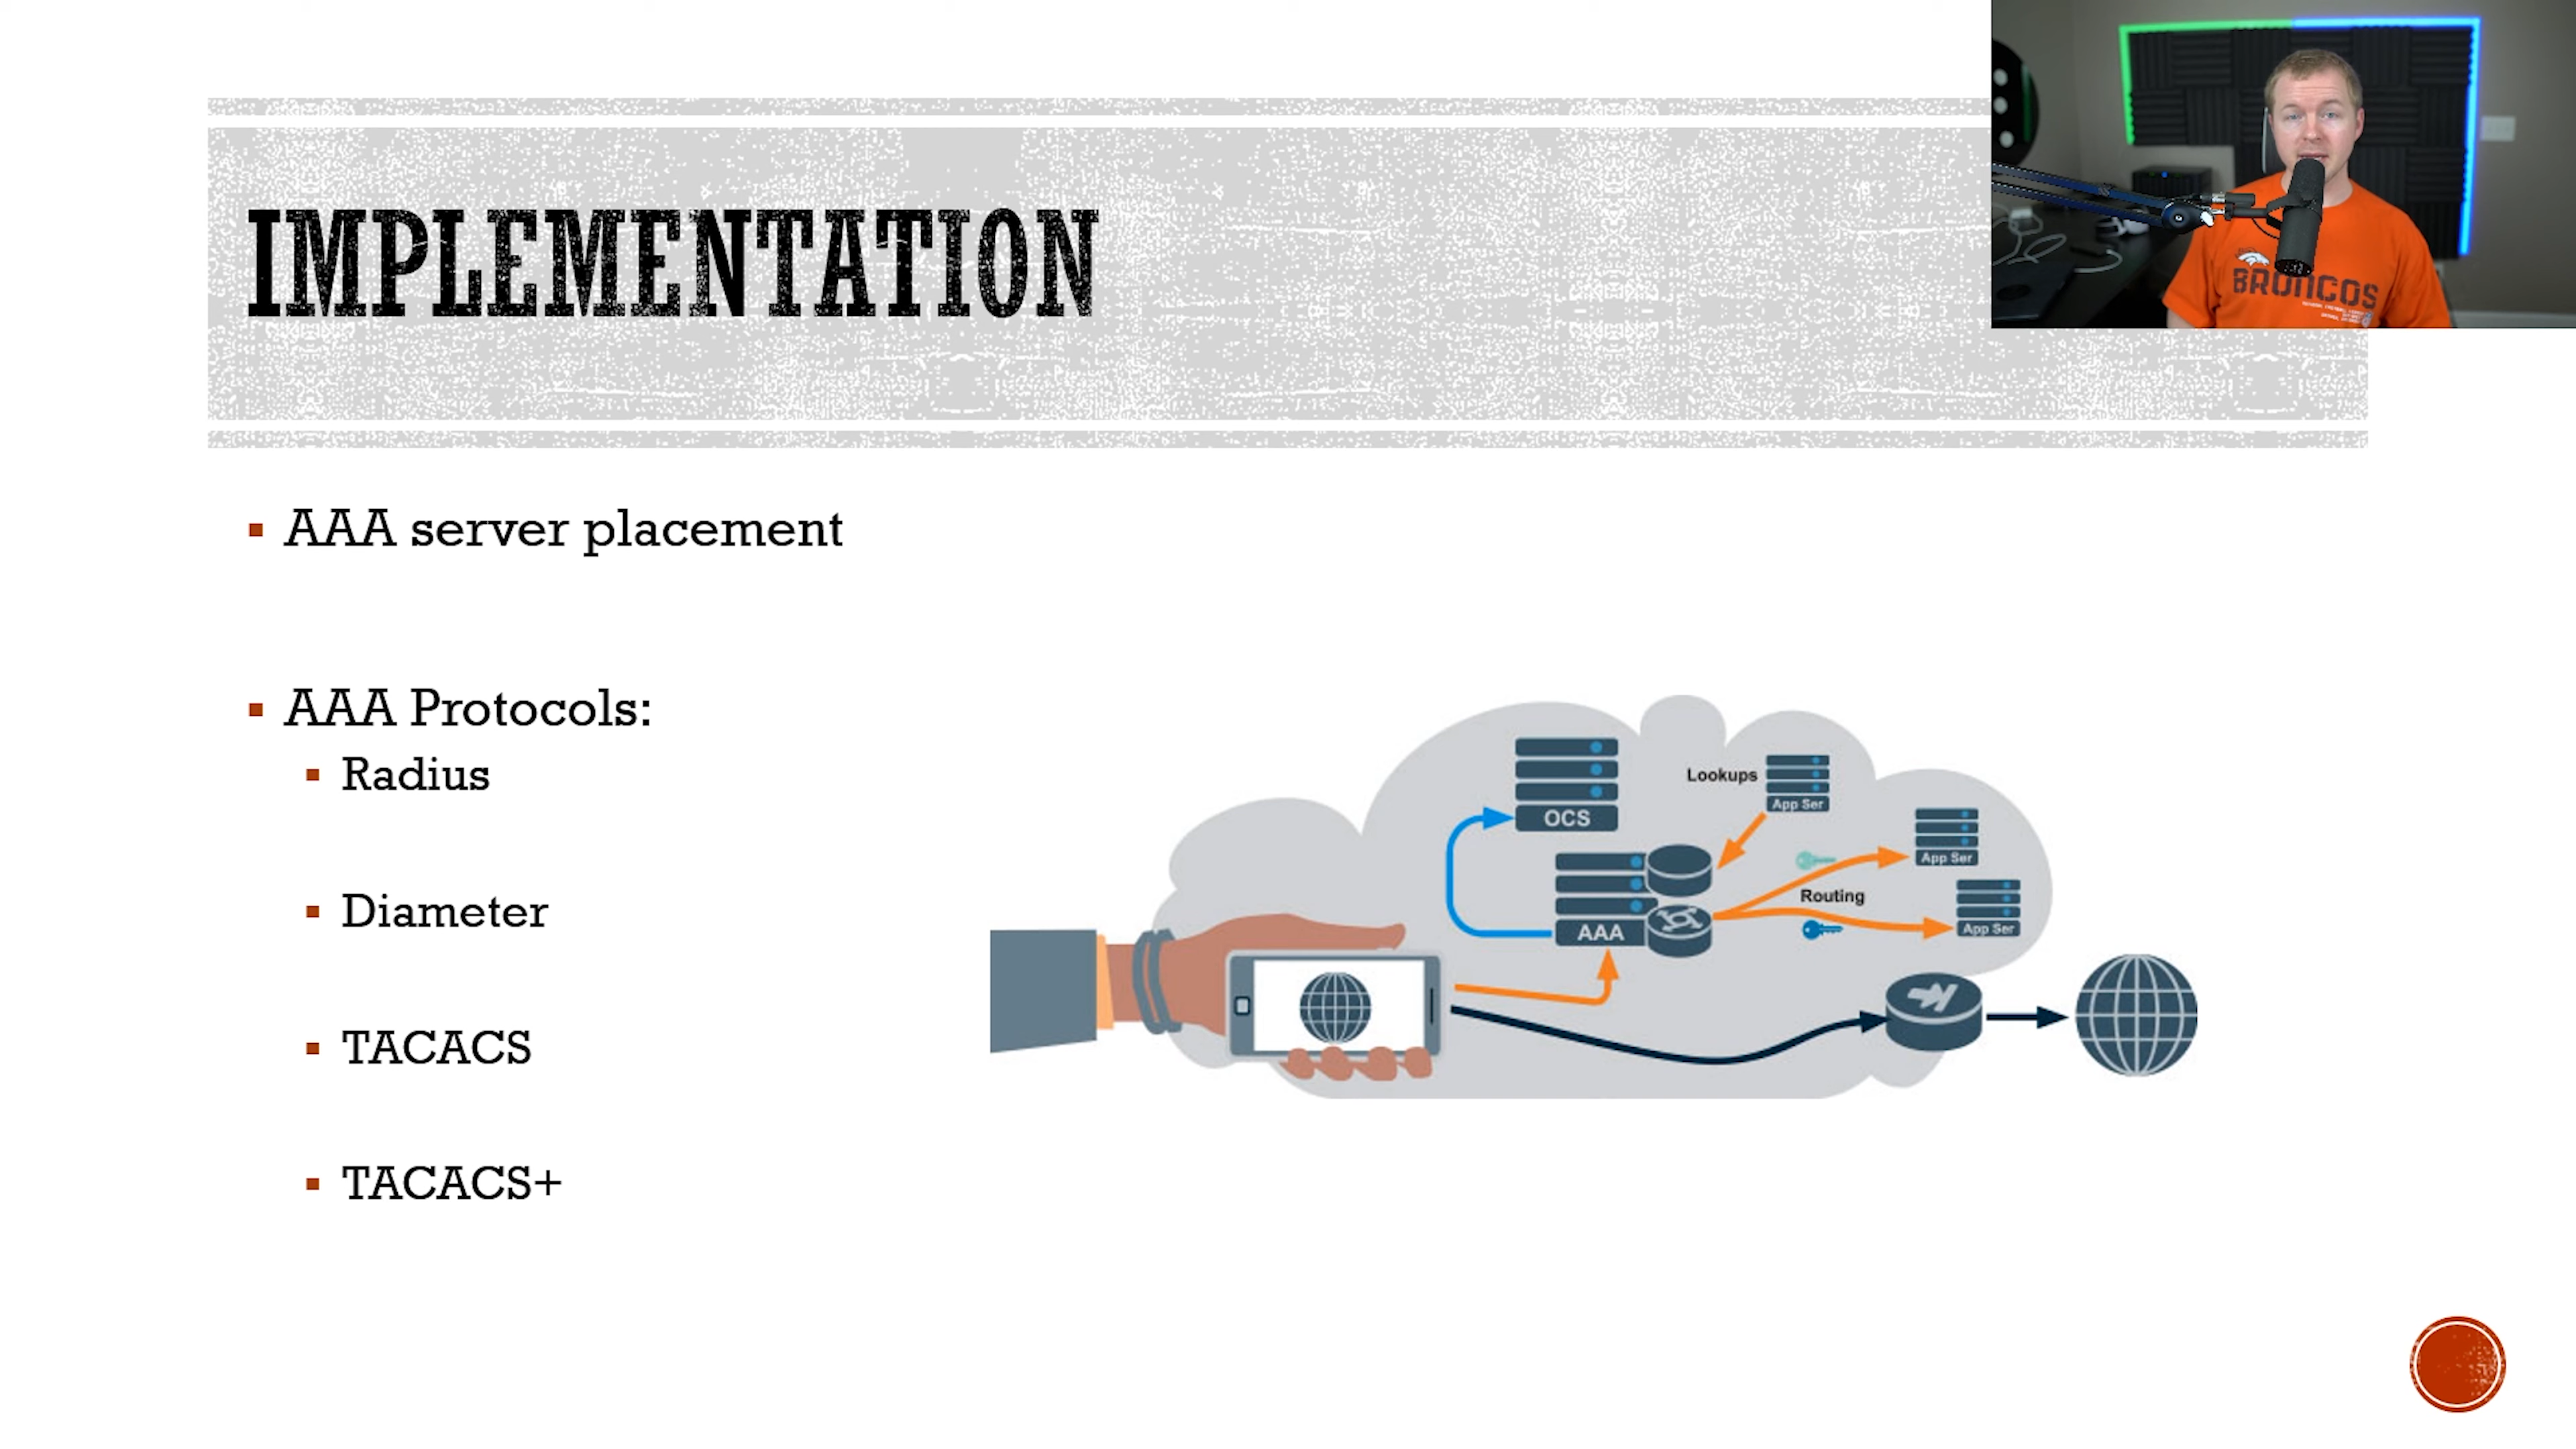 IMPLEMENTATION
BRONCOS
AAA server placement
AAA Protocols:
Radius
Diameter
TACACS
TACACS+
OCS
Lookups
App Ser
App Ser
Routing
AAA
App Ser